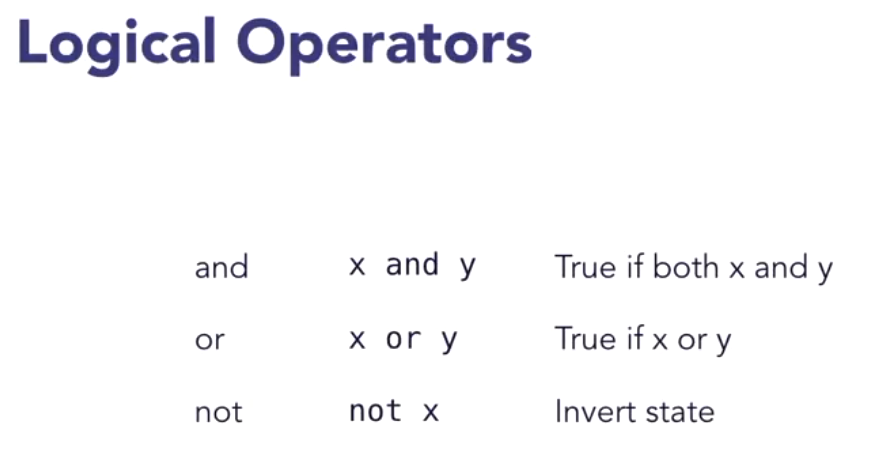 Logical Operators
and x and y True if both x and y
or x or y True if x or y
not not x Invert state